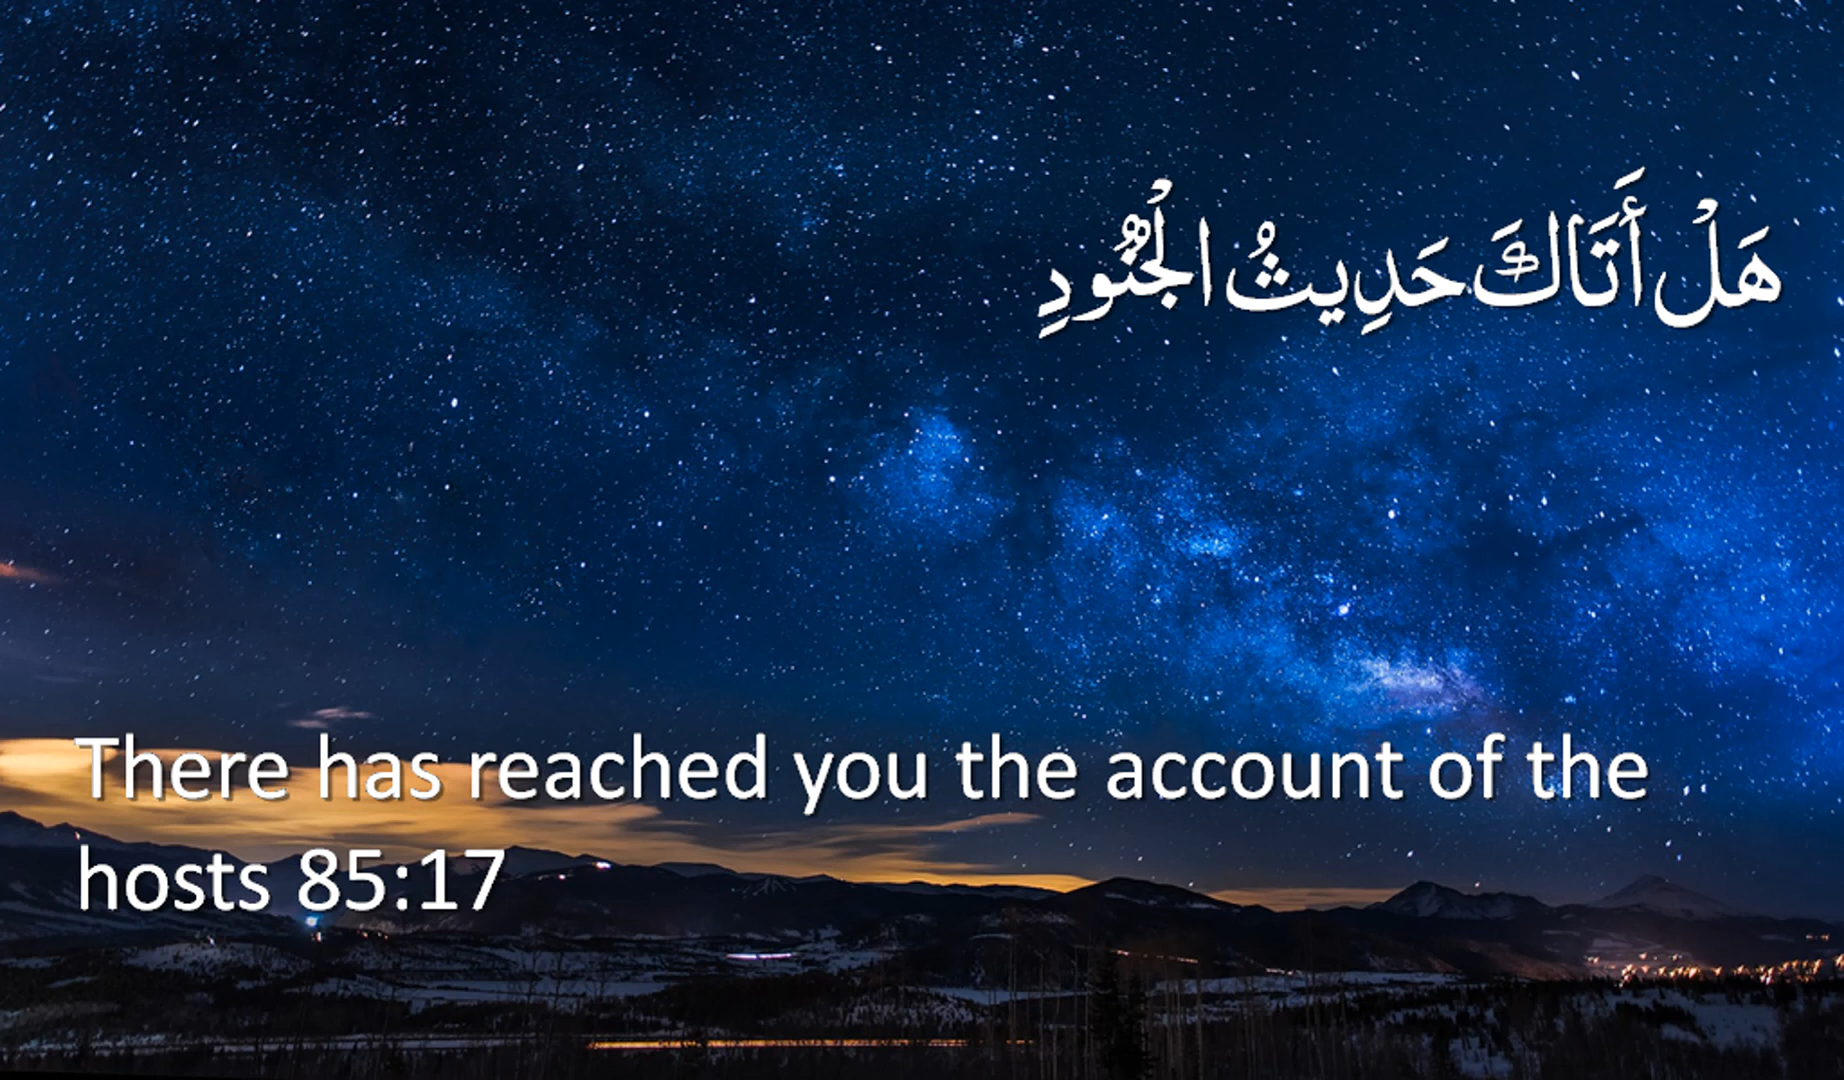 هَلْ أَتَاكَ حَدِيثُ الْجُنُودِ
There has reached you the account of the
hosts 85:17